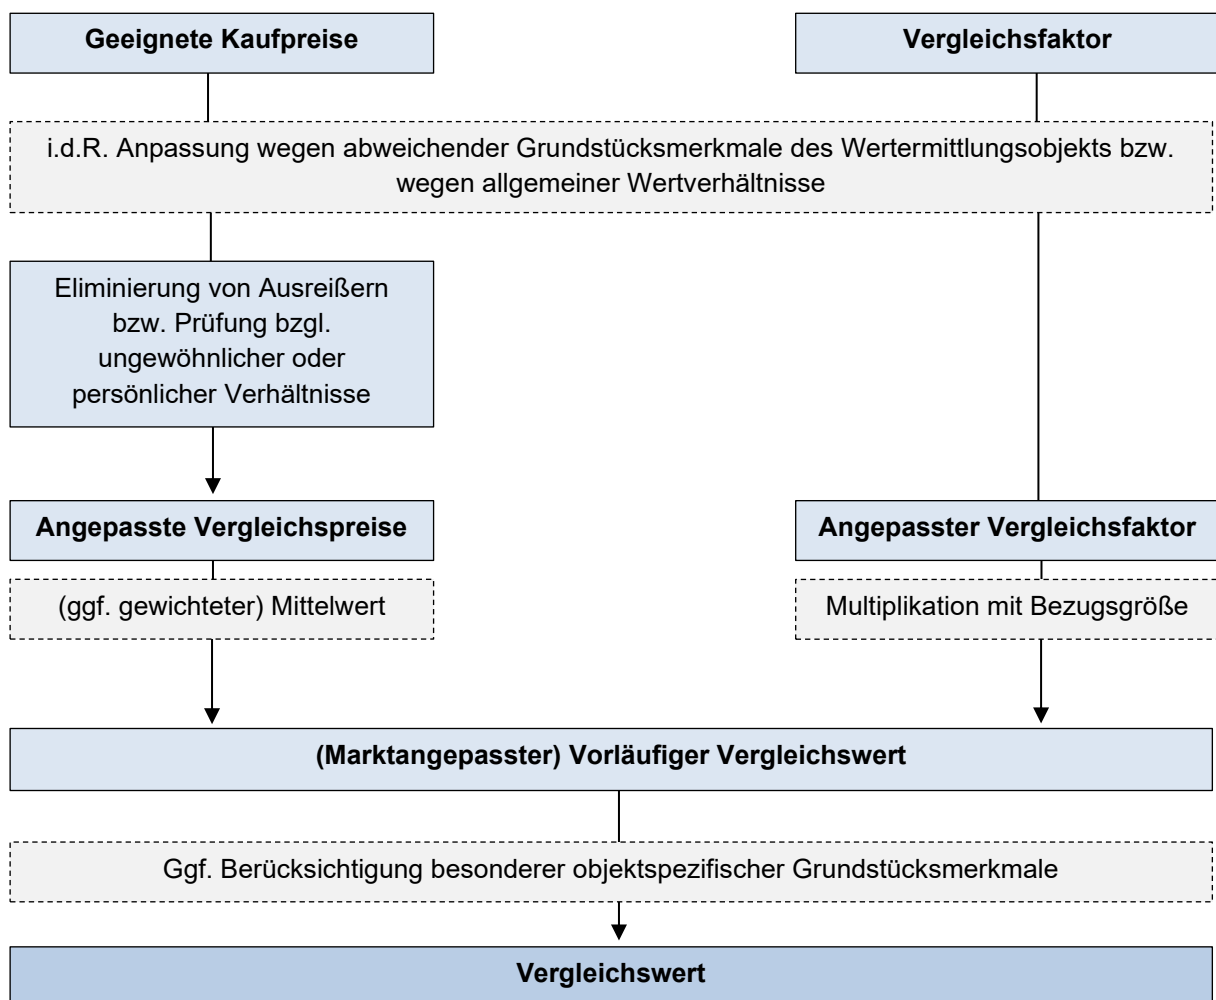 Geeignete Kaufpreise
Vergleichsfaktor
i.d.R. Anpassung wegen abweichender Grundstücksmerkmale des Wertermittlungsobjekts bzw.
wegen allgemeiner Wertverhältnisse
Eliminierung von Ausreißern
bzw. Prüfung bzgl.
ungewöhnlicher oder
persönlicher Verhältnisse
Angepasste Vergleichspreise
Angepasster Vergleichsfaktor
(ggf. gewichteter) Mittelwert
Multiplikation mit Bezugsgröße
(Marktangepasster) Vorläufiger Vergleichswert
Ggf. Berücksichtigung besonderer objektspezifischer Grundstücksmerkmale
Vergleichswert